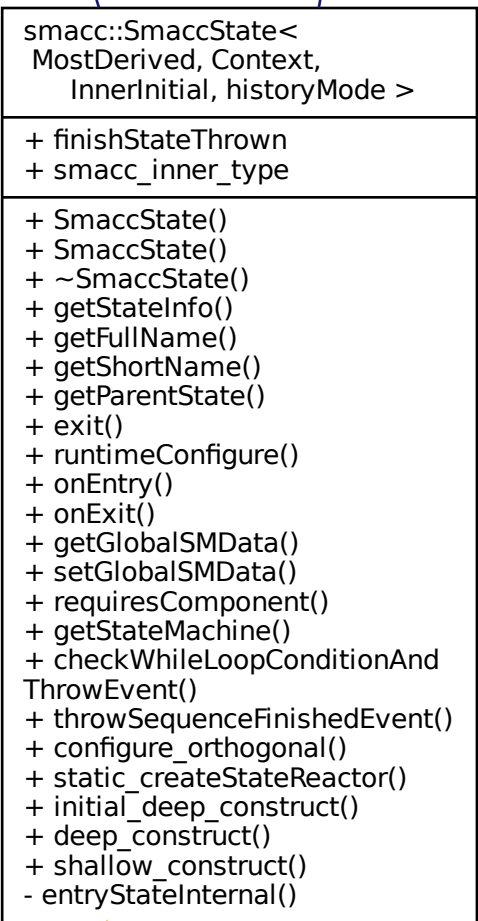 smacc::SmaccState<
MostDerived, Context,
InnerInitial, historyMode >
+ finishStateThrown
+ smacc_inner_type
+ SmaccState()
+ SmaccState()
+ ~SmaccState()
+ getStateInfo()
+ getFullName()
+ getShortName()
+ getParentState()
+ exit()
+ runtimeConfigure()
+ onEntry()
+ onExit()
+ getGlobalSMData()
+ setGlobalSMData()
+ requiresComponent()
+ getStateMachine()
+ checkWhileLoopConditionAnd
ThrowEvent()
+ throwSequenceFinishedEvent()
+ configure_orthogonal()
+ static_createStateReactor()
+ initial_deep_construct()
+ deep_construct()
+ shallow_construct()
- entryStateInternal()